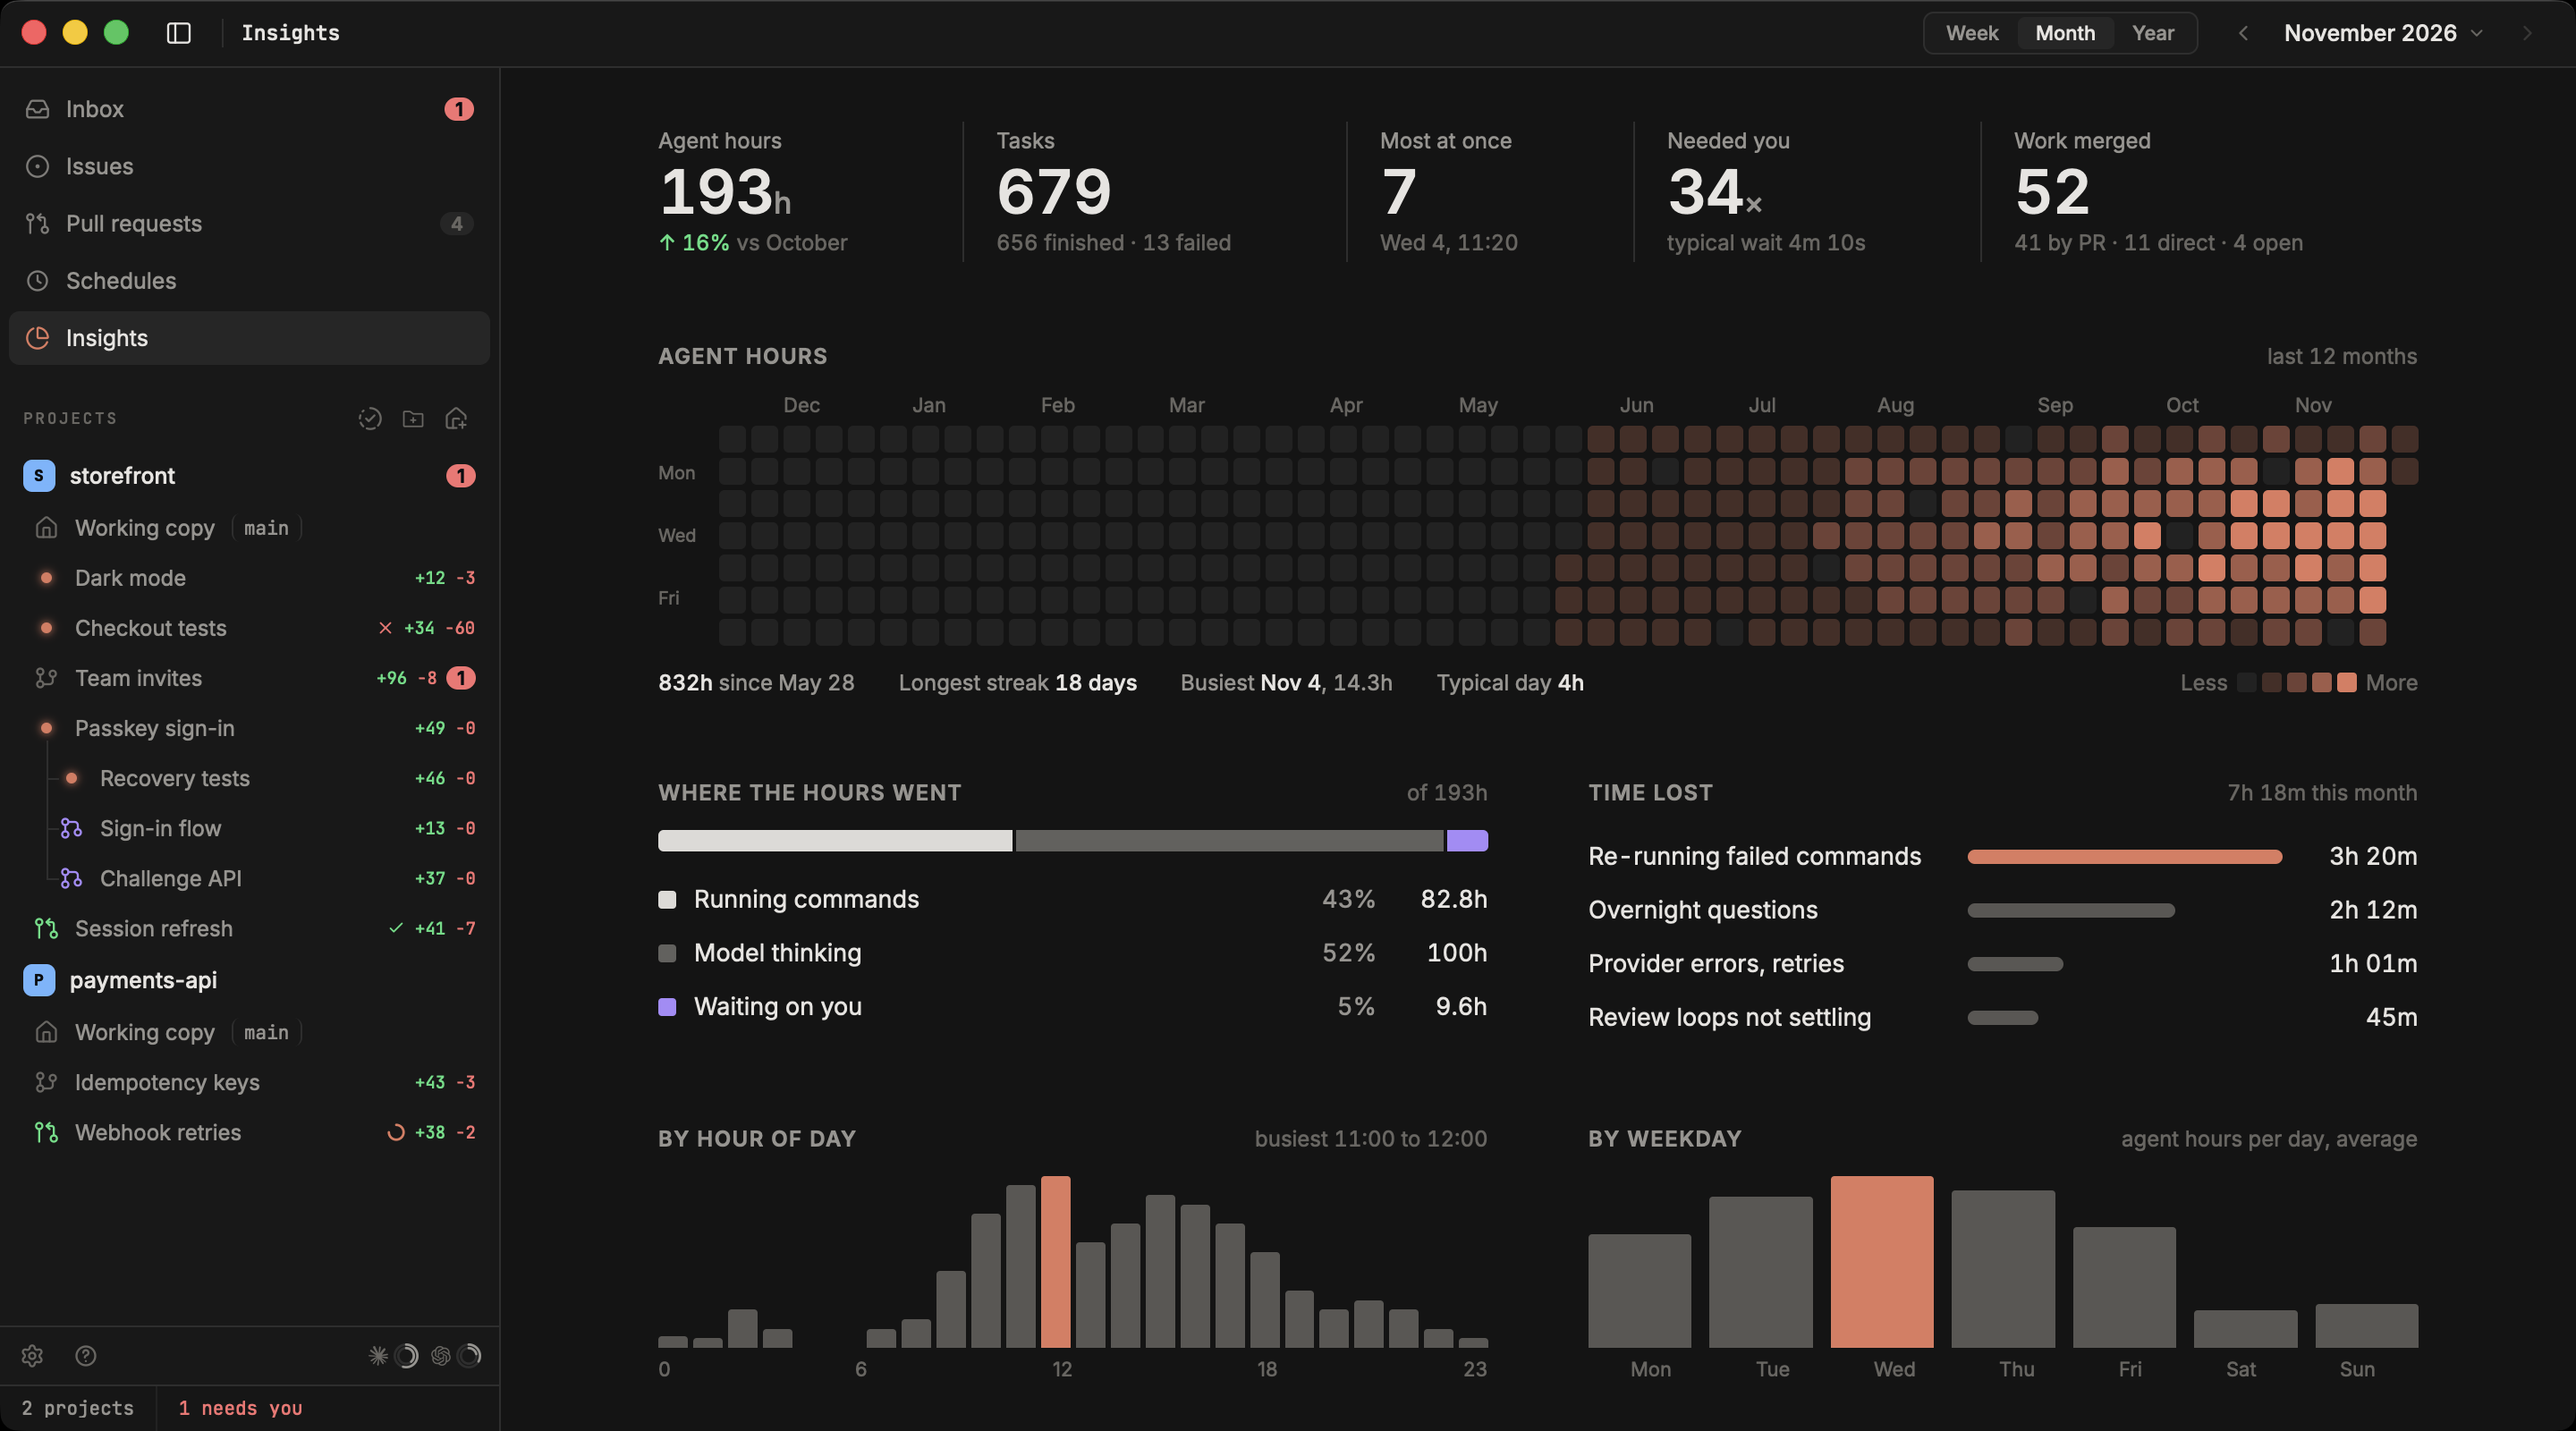 Insights
Week Month Year
November 2026
Inbox 1
Issues
Pull requests 4
Schedules
Insights
PROJECTS
S storefront 1
Working copy main
Dark mode +12 -3
Checkout tests +34 -60
Team invites +96 -8 1
Passkey sign-in +49 -0
Recovery tests +46 -0
Sign-in flow +13 -0
Challenge API +37 -0
Session refresh +41 -7
P payments-api
Working copy main
Idempotency keys +43 -3
Webhook retries +38 -2
2 projects 1 needs you
Agent hours
193h
↑ 16% vs October
Tasks
679
656 finished · 13 failed
Most at once
7
Wed 4, 11:20
Needed you
34×
typical wait 4m 10s
Work merged
52
41 by PR · 11 direct · 4 open
AGENT HOURS last 12 months
Dec Jan Feb Mar Apr May Jun Jul Aug Sep Oct Nov
Mon
Wed
Fri
832h since May 28 Longest streak 18 days Busiest Nov 4, 14.3h Typical day 4h Less More
WHERE THE HOURS WENT of 193h
Running commands 43% 82.8h
Model thinking 52% 100h
Waiting on you 5% 9.6h
TIME LOST 7h 18m this month
Re-running failed commands 3h 20m
Overnight questions 2h 12m
Provider errors, retries 1h 01m
Review loops not settling 45m
BY HOUR OF DAY busiest 11:00 to 12:00
0 6 12 18 23
BY WEEKDAY agent hours per day, average
Mon Tue Wed Thu Fri Sat Sun